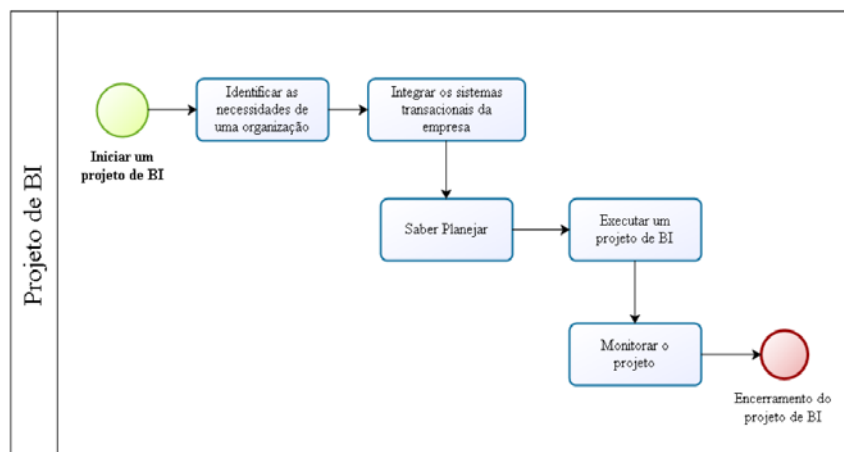 Projeto de BI
Iniciar um
projeto de BI
Identificar as
necessidades de
uma organização
Integrar os sistemas
transacionais da
empresa
Saber Planejar
Executar um
projeto de BI
Monitorar o
projeto
Encerramento do
projeto de BI